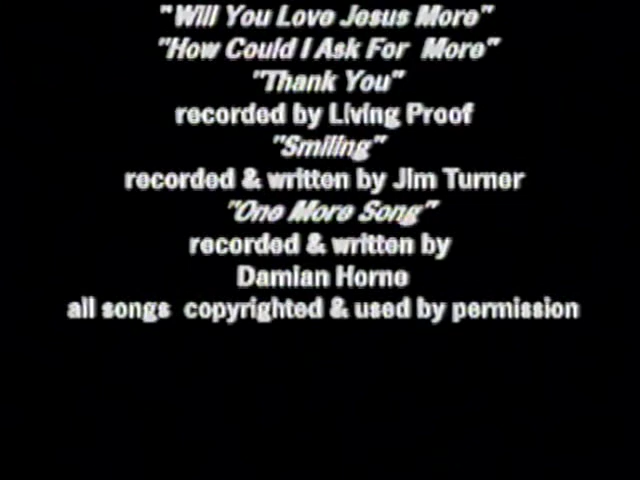 "Will You Love Jesus More"
"How Could I Ask For More"
"Thank You"
recorded by Living Proof
"Smiling"
recorded & written by Jim Turner
"One More Song"
recorded & written by
Damian Horne
all songs copyrighted & used by permission